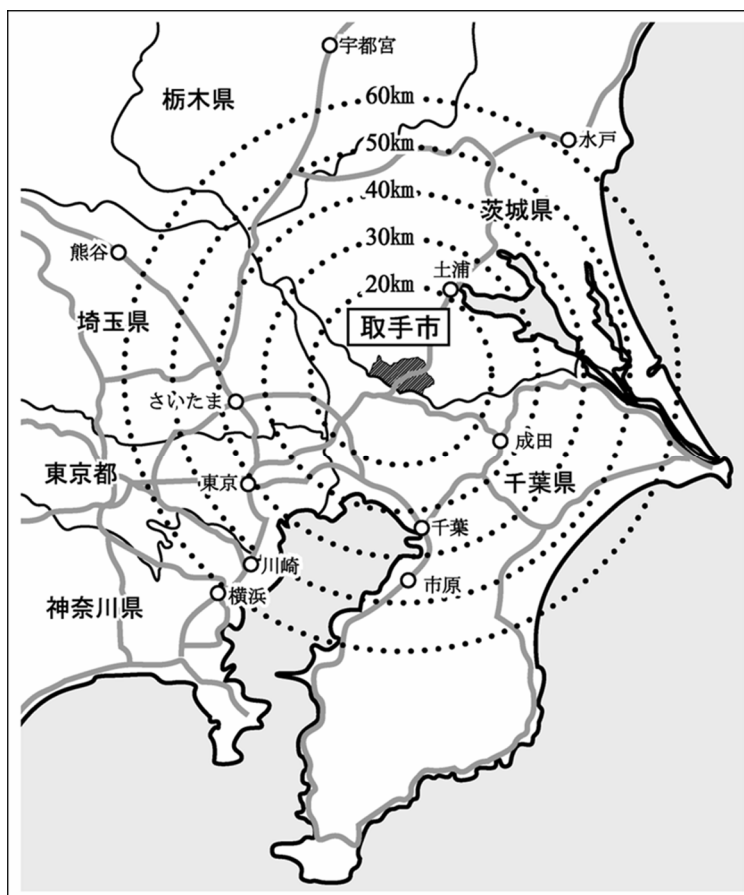 宇都宮
栃木県
60km
水戸
50km
40km
茨城県
30km
熊谷
土浦
20km
埼玉県
取手市
さいたま
成田
東京都
東京
千葉県
千葉
川崎
市原
横浜
神奈川県